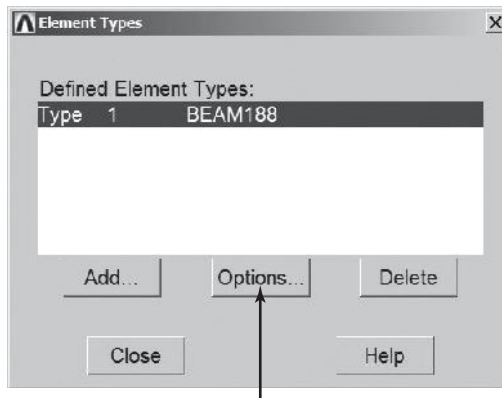 Element Types
Defined Element Types:
Type 1 BEAM188
Add... Options... Delete
Close Help